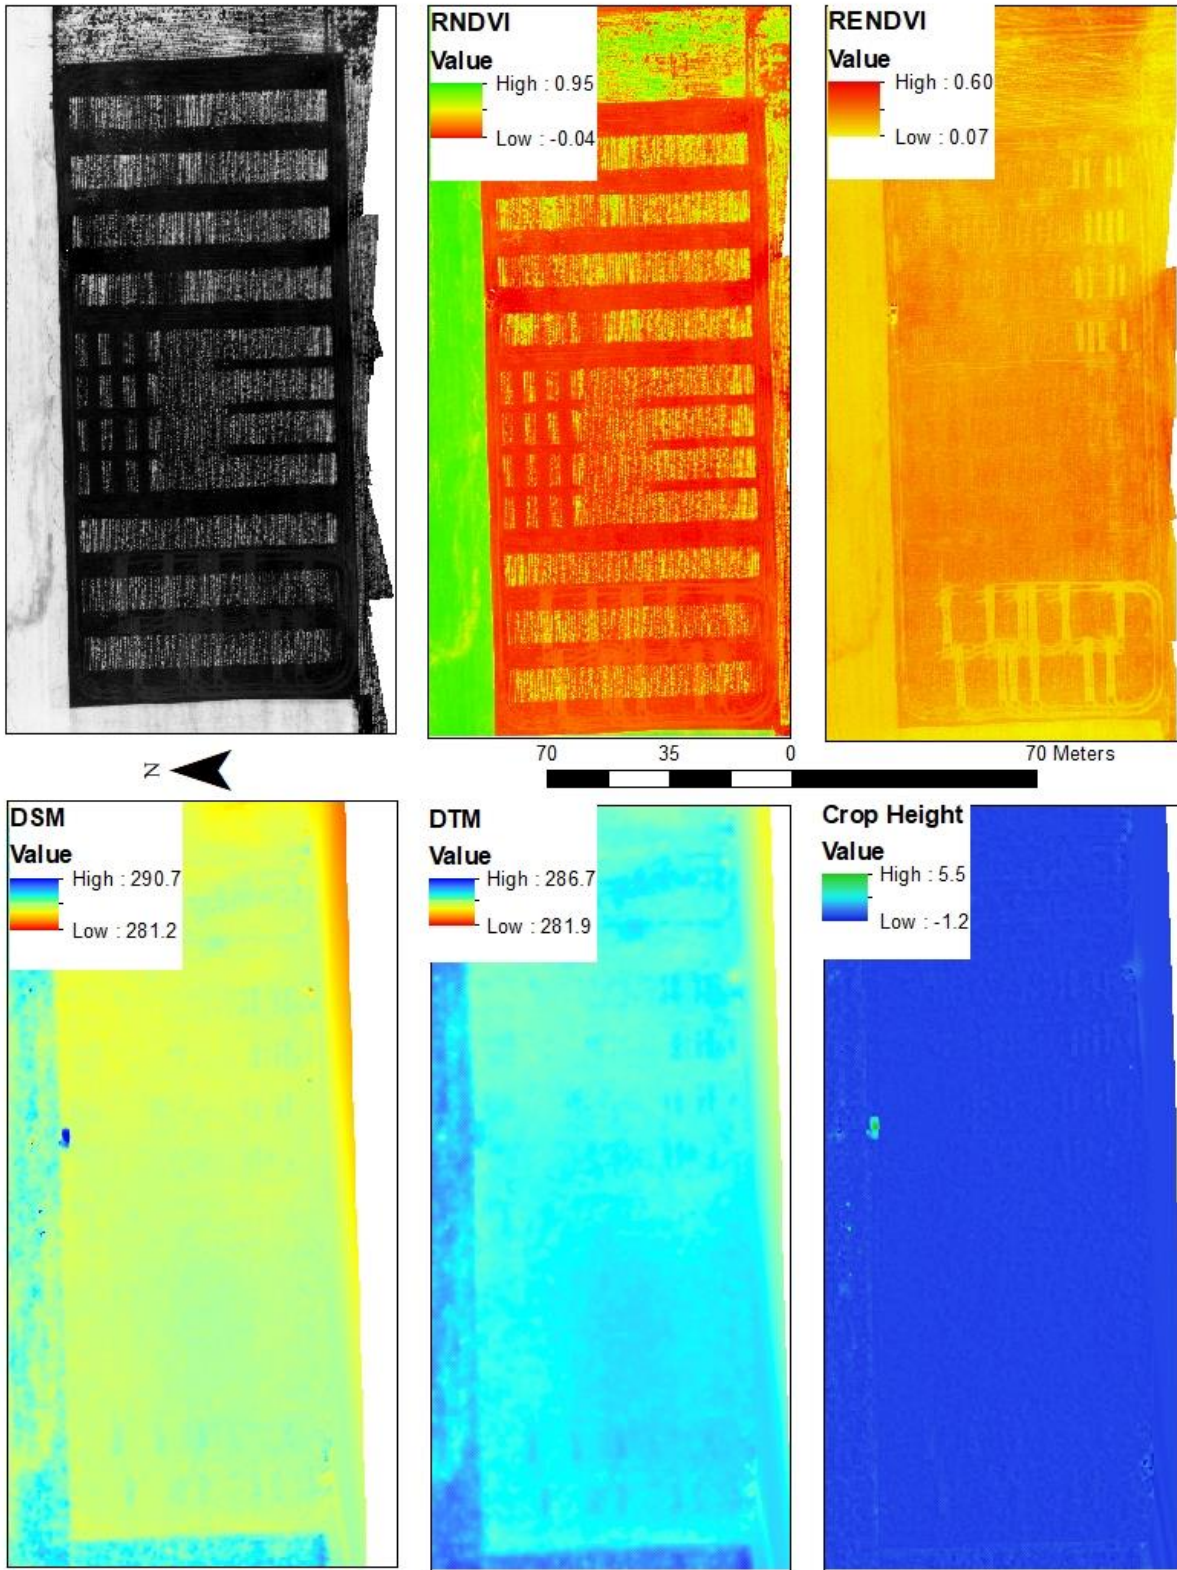 RNDVI
Value
High : 0.95
Low : -0.04
RENDVI
Value
High : 0.60
Low : 0.07
N
70 35 0 70 Meters
DSM
Value
High : 290.7
Low : 281.2
DTM
Value
High : 286.7
Low : 281.9
Crop Height
Value
High : 5.5
Low : -1.2